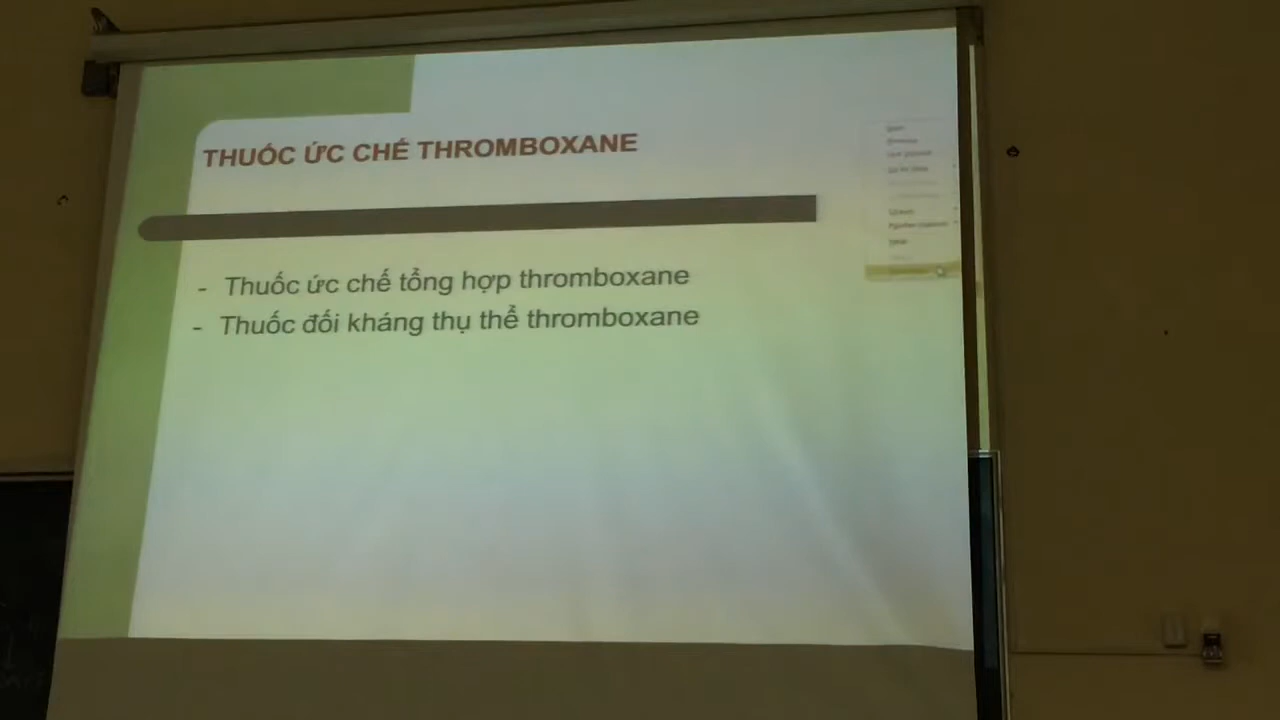 THUỐC ỨC CHẾ THROMBOXANE
- Thuốc ức chế tổng hợp thromboxane
- Thuốc đối kháng thụ thể thromboxane